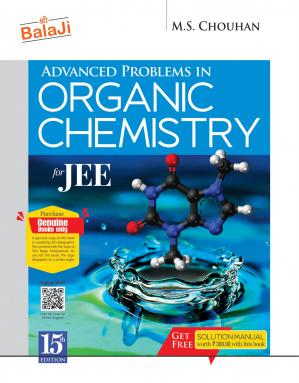 श्री
BalaJi
M.S. CHOUHAN
ADVANCED PROBLEMS IN
ORGANIC
CHEMISTRY
for JEE
Purchase
Genuine
Books only
15th
EDITION
GET
FREE
SOLUTION MANUAL
worth ₹300.00 with this book